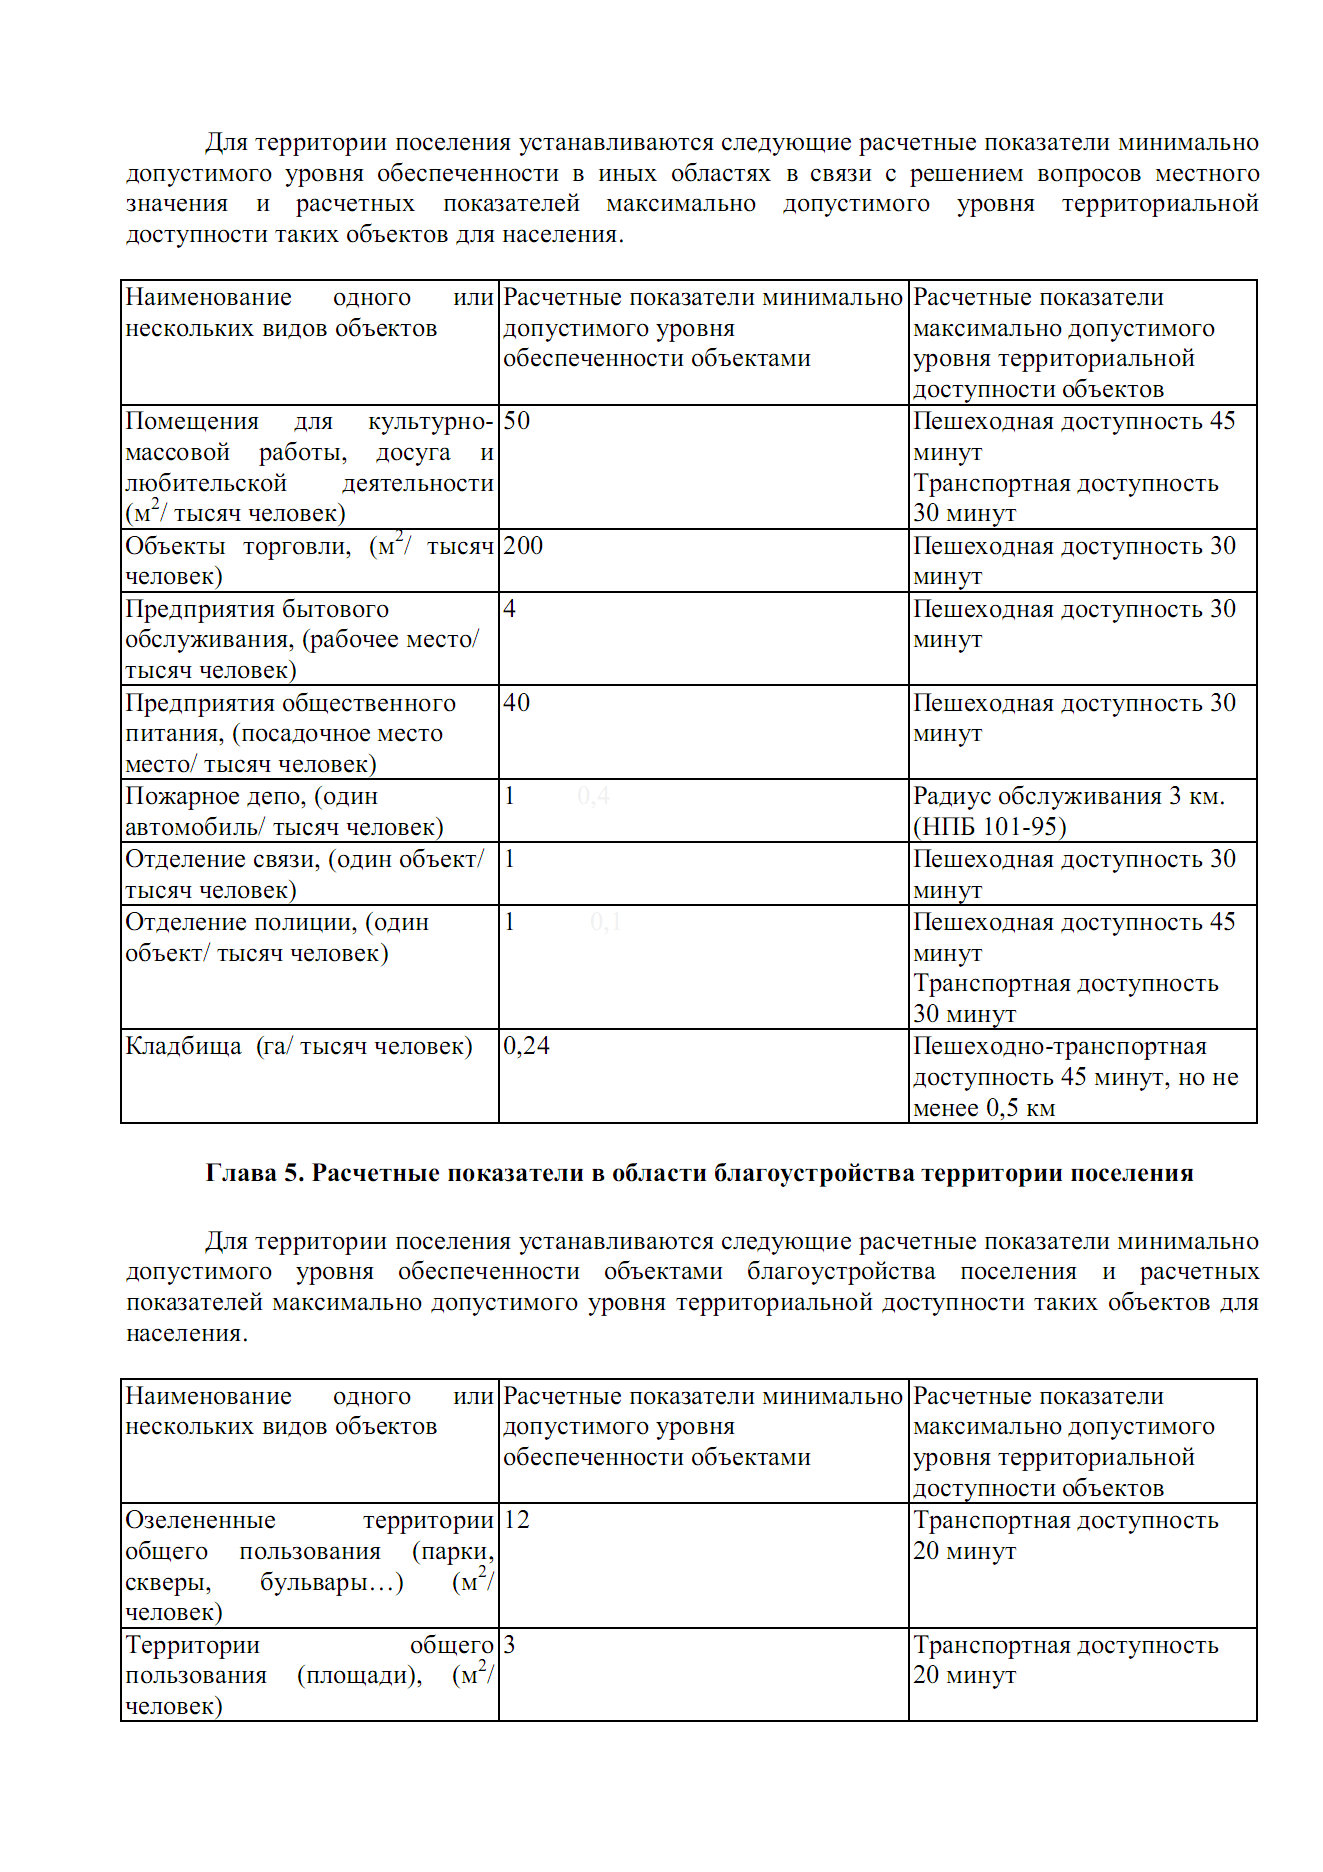 Для территории поселения устанавливаются следующие расчетные показатели минимально
допустимого уровня обеспеченности в иных областях в связи с решением вопросов местного
значения и расчетных показателей максимально допустимого уровня территориальной
доступности таких объектов для населения.
Наименование одного или
нескольких видов объектов
Расчетные показатели минимально
допустимого уровня
обеспеченности объектами
Расчетные показатели
максимально допустимого
уровня территориальной
доступности объектов
Помещения для культурно-
массовой работы, досуга и
любительской деятельности
(м²/ тысяч человек)
50
Пешеходная доступность 45
минут
Транспортная доступность
30 минут
Объекты торговли, (м²/ тысяч
человек)
200
Пешеходная доступность 30
минут
Предприятия бытового
обслуживания, (рабочее место/
тысяч человек)
4
Пешеходная доступность 30
минут
Предприятия общественного
питания, (посадочное место
место/ тысяч человек)
40
Пешеходная доступность 30
минут
Пожарное депо, (один
автомобиль/ тысяч человек)
1 0,4
Радиус обслуживания 3 км.
(НПБ 101-95)
Отделение связи, (один объект/
тысяч человек)
1
Пешеходная доступность 30
минут
Отделение полиции, (один
объект/ тысяч человек)
1 0,1
Пешеходная доступность 45
минут
Транспортная доступность
30 минут
Кладбища (га/ тысяч человек)
0,24
Пешеходно-транспортная
доступность 45 минут, но не
менее 0,5 км
Глава 5. Расчетные показатели в области благоустройства территории поселения
Для территории поселения устанавливаются следующие расчетные показатели минимально
допустимого уровня обеспеченности объектами благоустройства поселения и расчетных
показателей максимально допустимого уровня территориальной доступности таких объектов для
населения.
Наименование одного или
нескольких видов объектов
Расчетные показатели минимально
допустимого уровня
обеспеченности объектами
Расчетные показатели
максимально допустимого
уровня территориальной
доступности объектов
Озелененные территории
общего пользования (парки,
скверы, бульвары…) (м²/
человек)
12
Транспортная доступность
20 минут
Территории общего
пользования (площади), (м²/
человек)
3
Транспортная доступность
20 минут